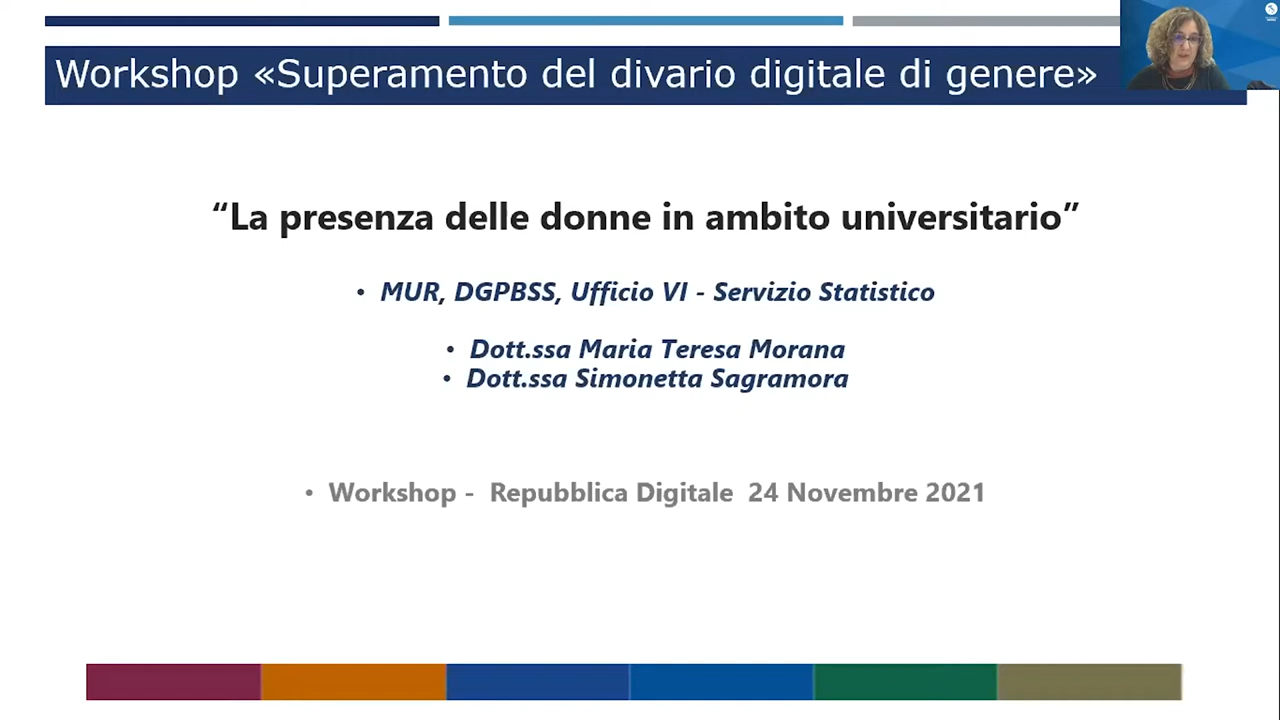 Workshop «Superamento del divario digitale di genere»
“La presenza delle donne in ambito universitario”
• MUR, DGPBSS, Ufficio VI - Servizio Statistico
• Dott.ssa Maria Teresa Morana
• Dott.ssa Simonetta Sagramora
• Workshop - Repubblica Digitale 24 Novembre 2021